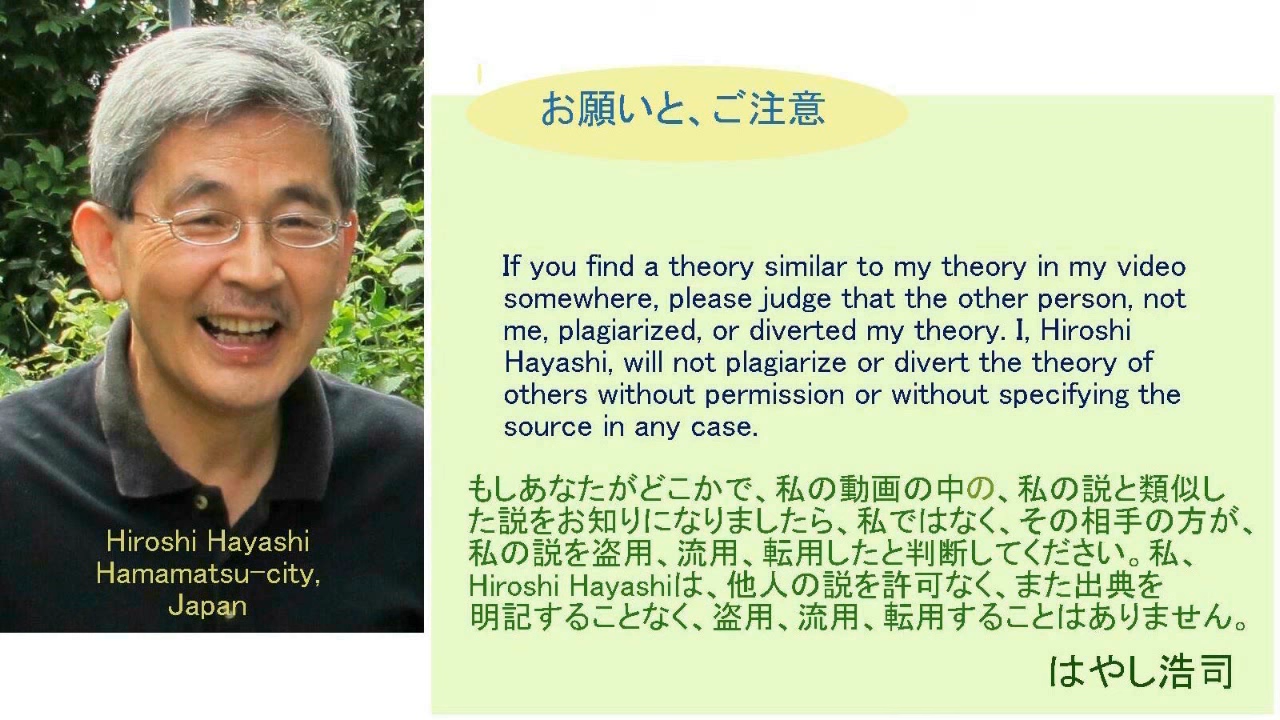 お願いと、ご注意
If you find a theory similar to my theory in my video
somewhere, please judge that the other person, not
me, plagiarized, or diverted my theory. I, Hiroshi
Hayashi, will not plagiarize or divert the theory of
others without permission or without specifying the
source in any case.
もしあなたがどこかで、私の動画の中の、私の説と類似し
た説をお知りになりましたら、私ではなく、その相手の方が、
私の説を盗用、流用、転用したと判断してください。私、
Hiroshi Hayashiは、他人の説を許可なく、また出典を
明記することなく、盗用、流用、転用することはありません。
はやし浩司
Hiroshi Hayashi
Hamamatsu-city,
Japan